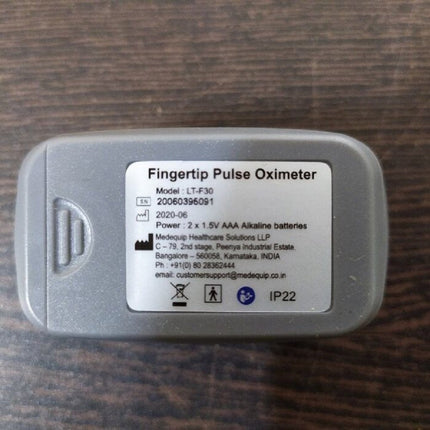 Fingertip Pulse Oximeter
Model : LT-F30
SN 20060396091
2020-06
Power : 2 x 1.5V AAA Alkaline batteries
Medequip Healthcare Solutions LLP
C – 79, 2nd stage, Peenya Industrial Estate.
Bangalore – 560058, Karnataka, INDIA
Ph : +91(0) 80 28362444
email: customersupport@medequip.co.in
IP22